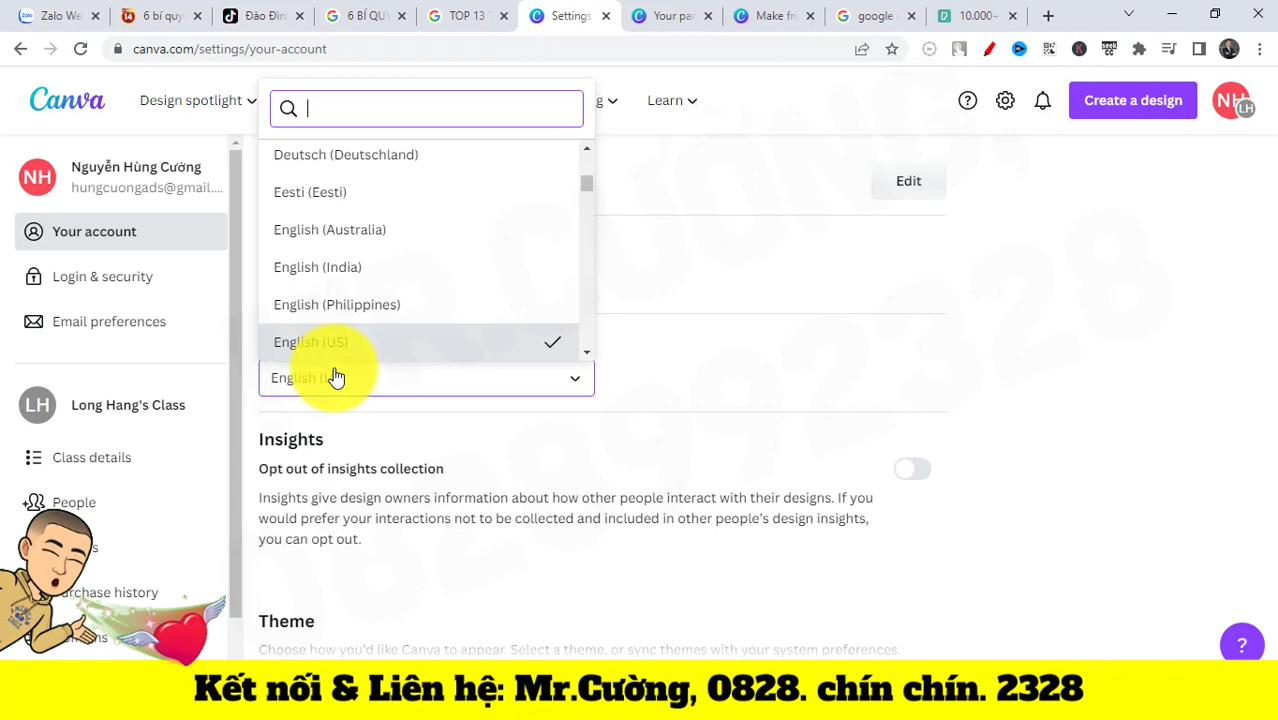 Zalo We
6 bí quy
Đào Đìn
6 BÍ QUY
TOP 13 T
Settings
Your pa
Make fri
google
10.000+
canva.com/settings/your-account
Canva
Design spotlight
g
Learn
?
Create a design
NH
LH
NH
Nguyễn Hùng Cường
hungcuongads@gmail....
Your account
Login & security
Email preferences
LH
Long Hang's Class
Class details
People
s
urchase history
Deutsch (Deutschland)
Eesti (Eesti)
English (Australia)
English (India)
English (Philippines)
English (US)
English (
Edit
Insights
Opt out of insights collection
Insights give design owners information about how other people interact with their designs. If you
would prefer your interactions not to be collected and included in other people's design insights,
you can opt out.
Theme
Choose how you'd like Canva to appear. Select a theme, or sync themes with your system preferences.
?
Kết nối & Liên hệ: Mr.Cường, 0828. chín chín. 2328